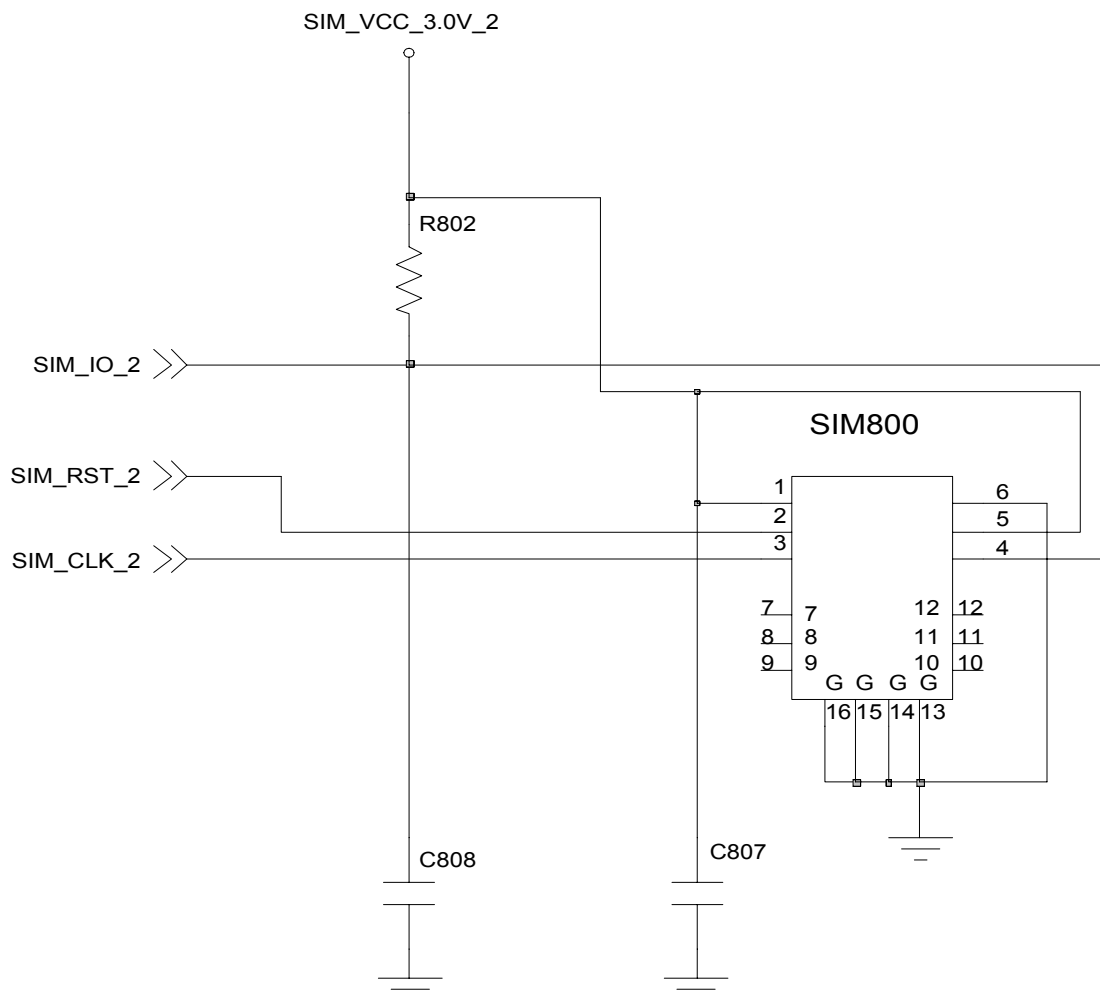 SIM_VCC_3.0V_2
R802
SIM_IO_2
SIM800
SIM_RST_2
1
6
2
5
SIM_CLK_2
3
4
7 7 12 12
8 8 11 11
9 9 10 10
G G G G
16 15 14 13
C808
C807